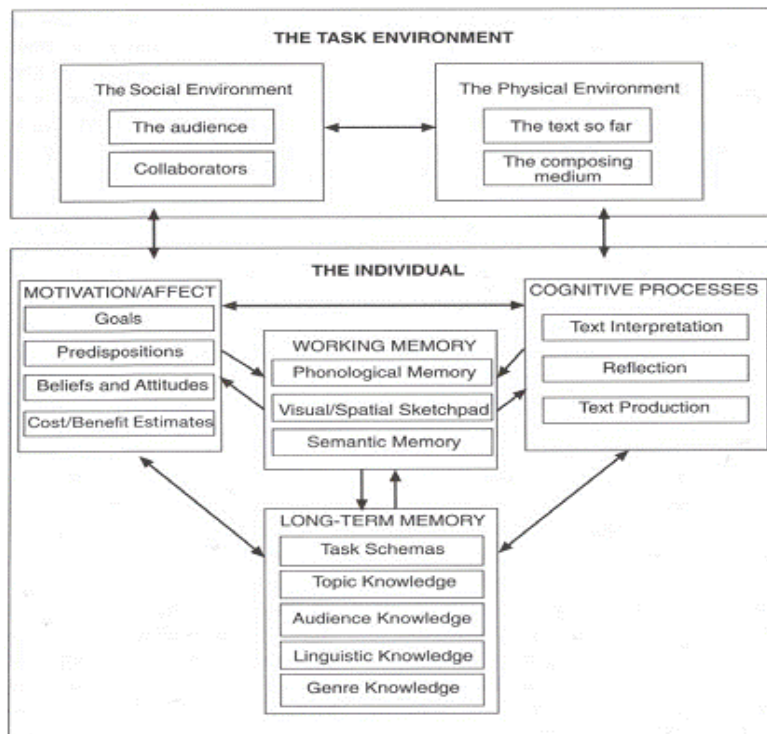 THE TASK ENVIRONMENT
The Social Environment
The audience
Collaborators
The Physical Environment
The text so far
The composing
medium
THE INDIVIDUAL
MOTIVATION/AFFECT
Goals
Predispositions
Beliefs and Attitudes
Cost/Benefit Estimates
WORKING MEMORY
Phonological Memory
Visual/Spatial Sketchpad
Semantic Memory
COGNITIVE PROCESSES
Text Interpretation
Reflection
Text Production
LONG-TERM MEMORY
Task Schemas
Topic Knowledge
Audience Knowledge
Linguistic Knowledge
Genre Knowledge